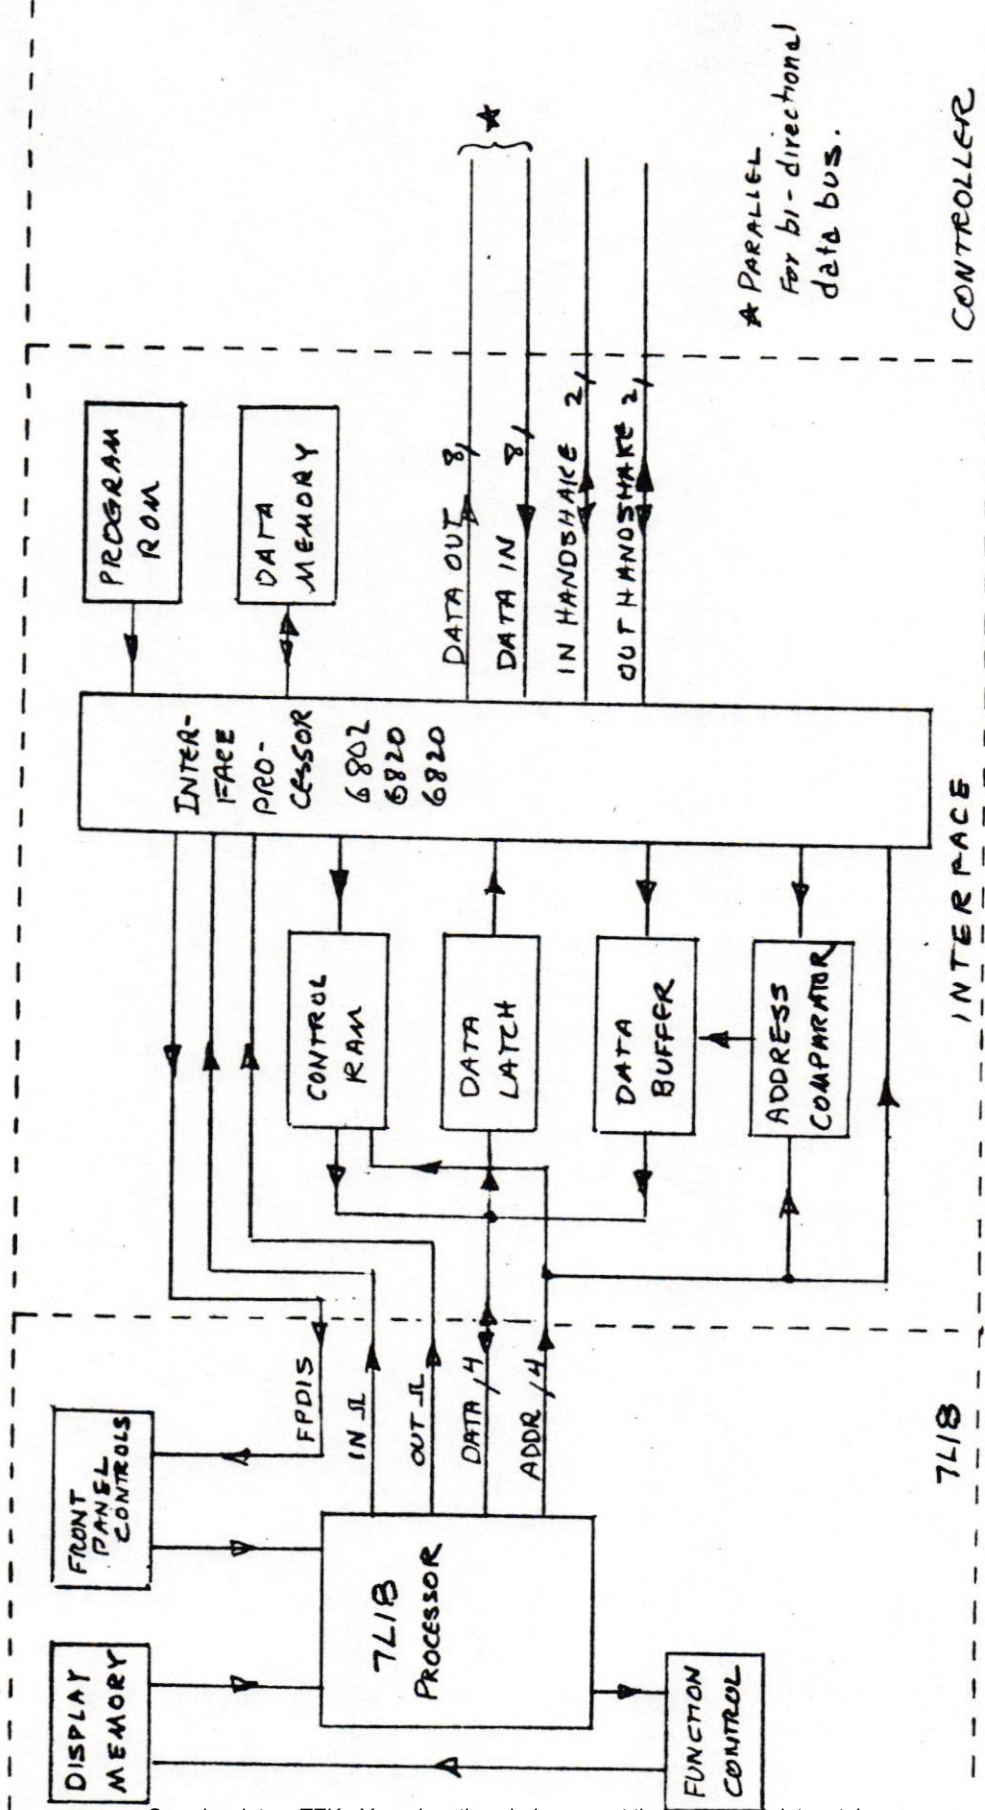 DISPLAY
MEMORY
FRONT
PANEL
CONTROLS
7L18
PROCESSOR
FUNCTION
CONTROL
FPDIS
IN
OUT
DATA 4
ADDR 4
7L18
CONTROL
RAM
DATA
LATCH
DATA
BUFFER
ADDRESS
COMPARATOR
INTER-
FACE
PRO-
CESSOR
6802
6820
6820
PROGRAM
ROM
DATA
MEMORY
DATA OUT 8
DATA IN 8
IN HANDSHAKE 2
OUT HANDSHAKE 2
INTERFACE
★
★ PARALLEL
For bi-directional
data bus.
CONTROLLER